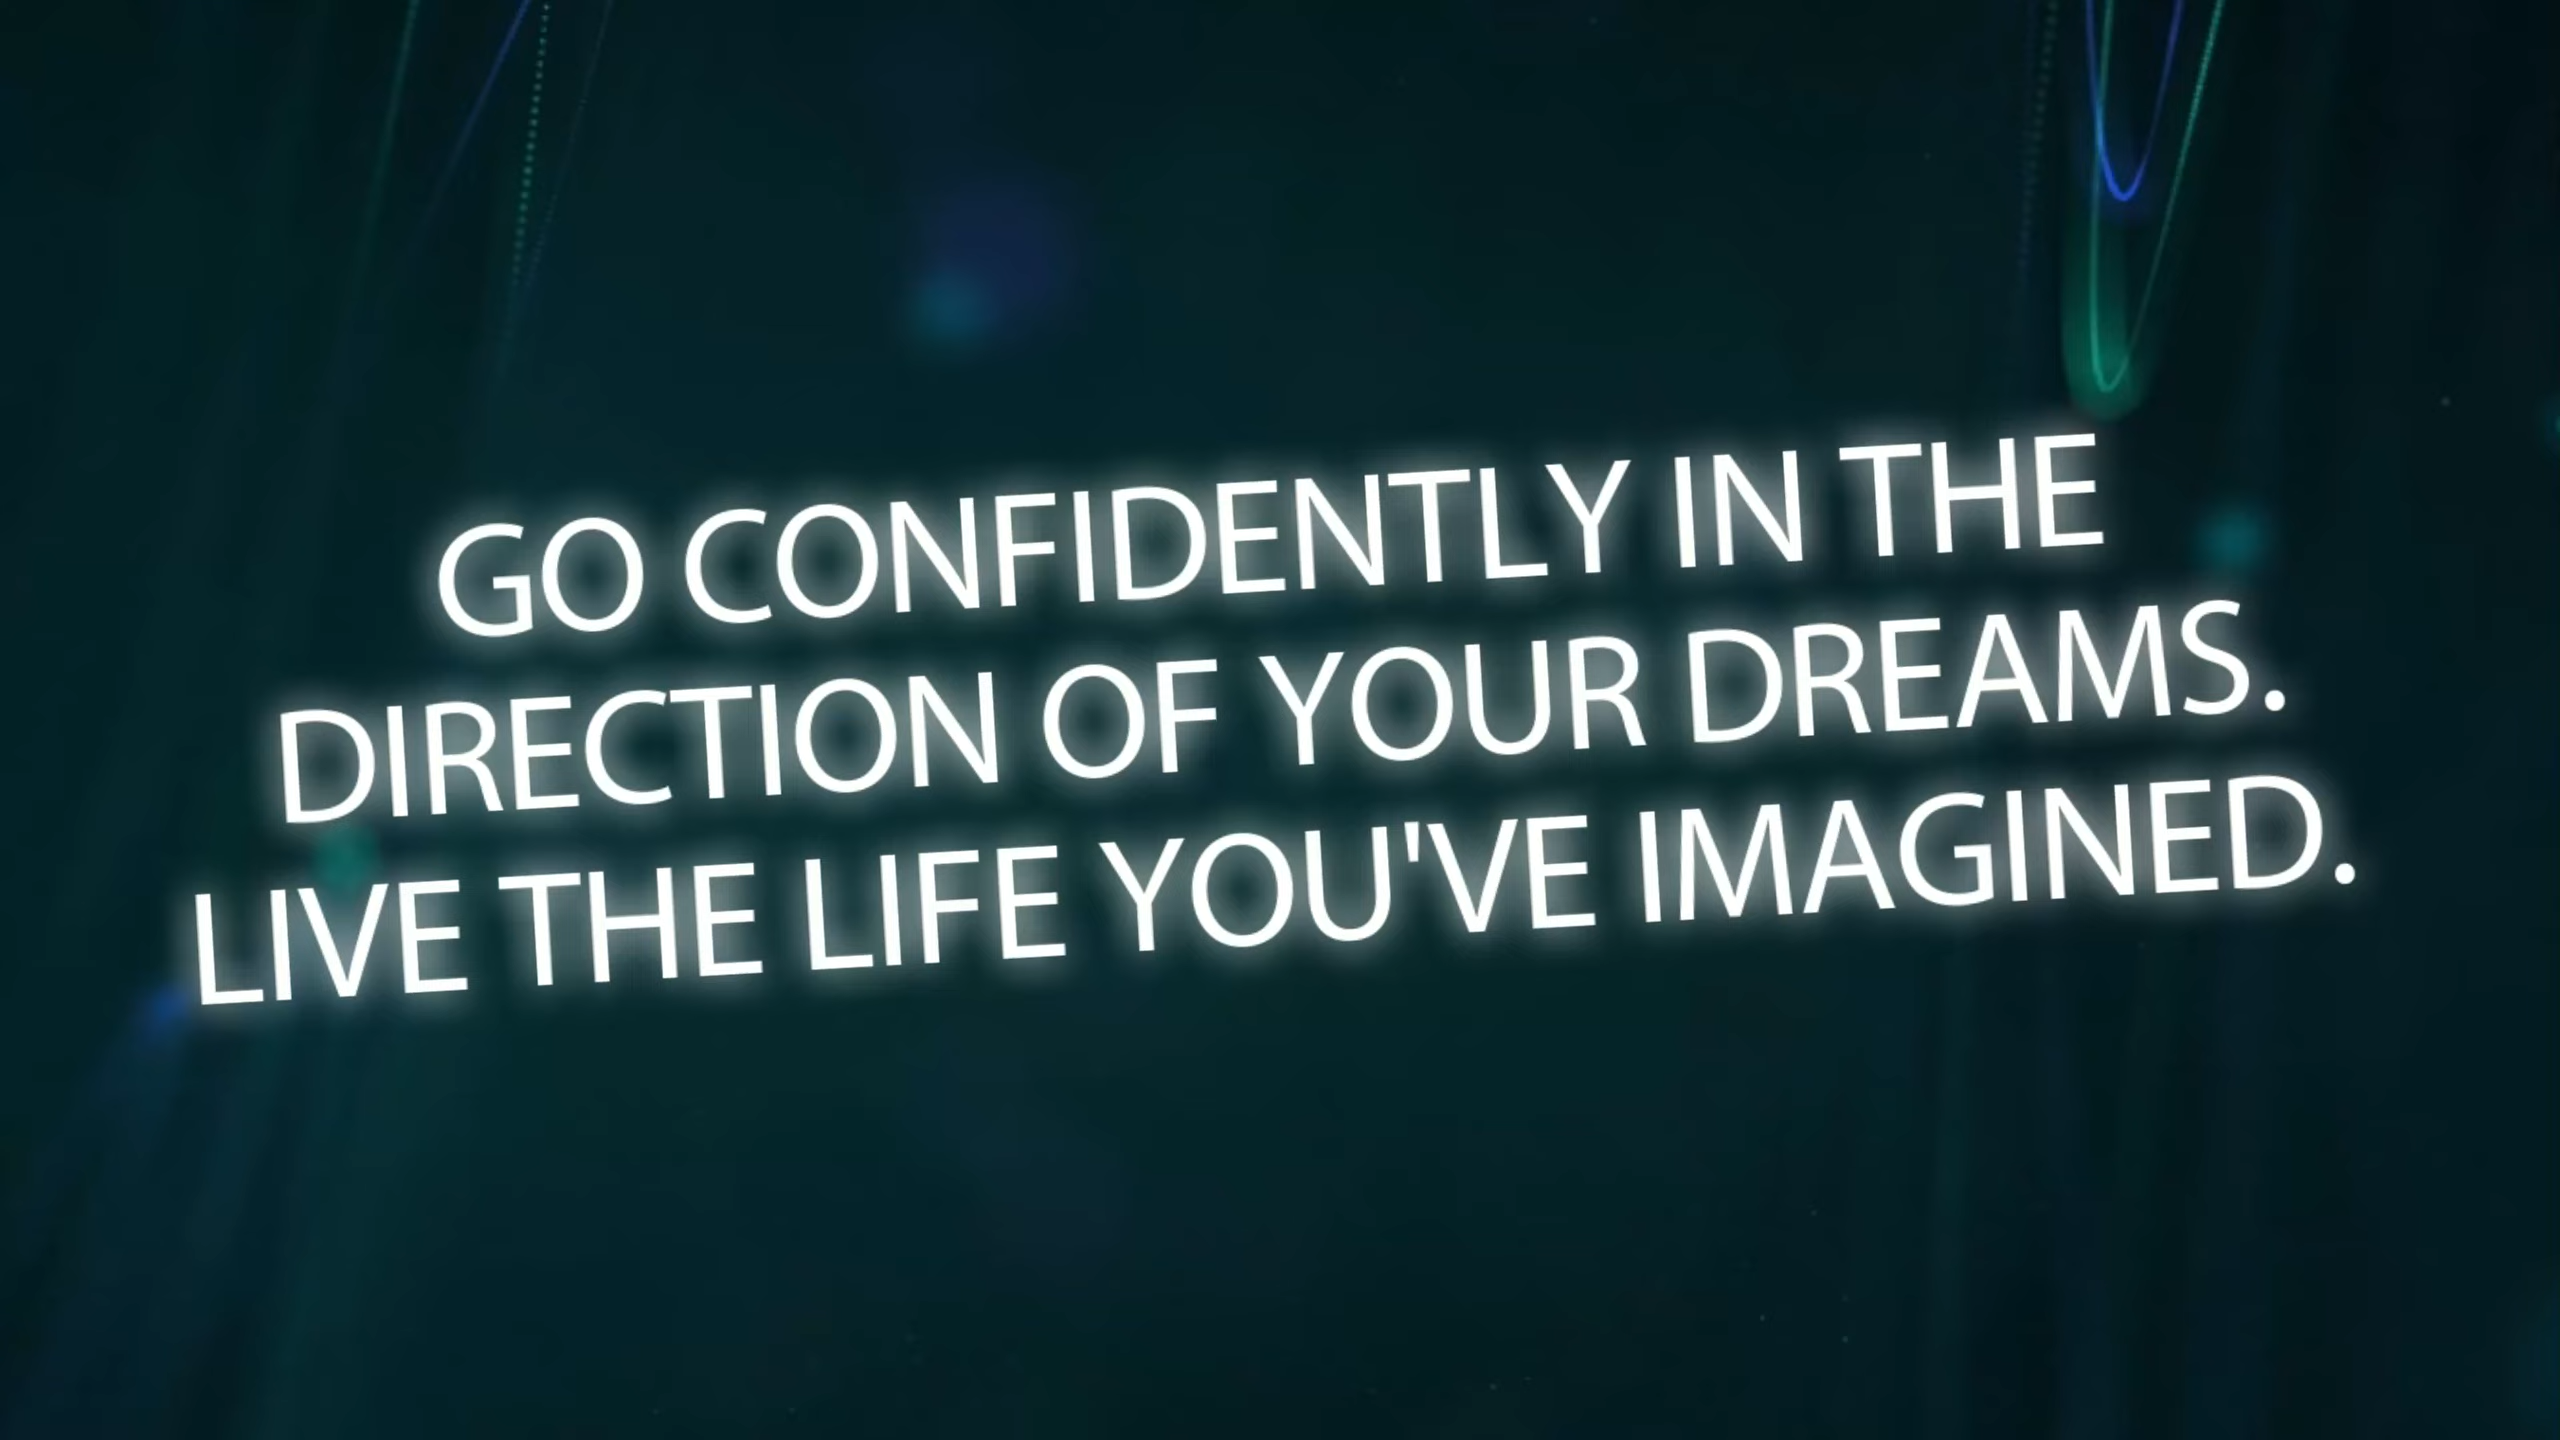 GO CONFIDENTLY IN THE
DIRECTION OF YOUR DREAMS.
LIVE THE LIFE YOU'VE IMAGINED.